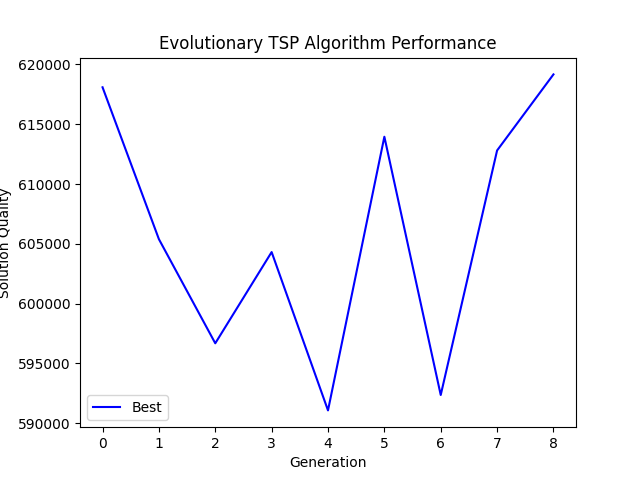 Evolutionary TSP Algorithm Performance
620000
615000
610000
605000
600000
595000
590000
Solution Quality
Best
0 1 2 3 4 5 6 7 8
Generation